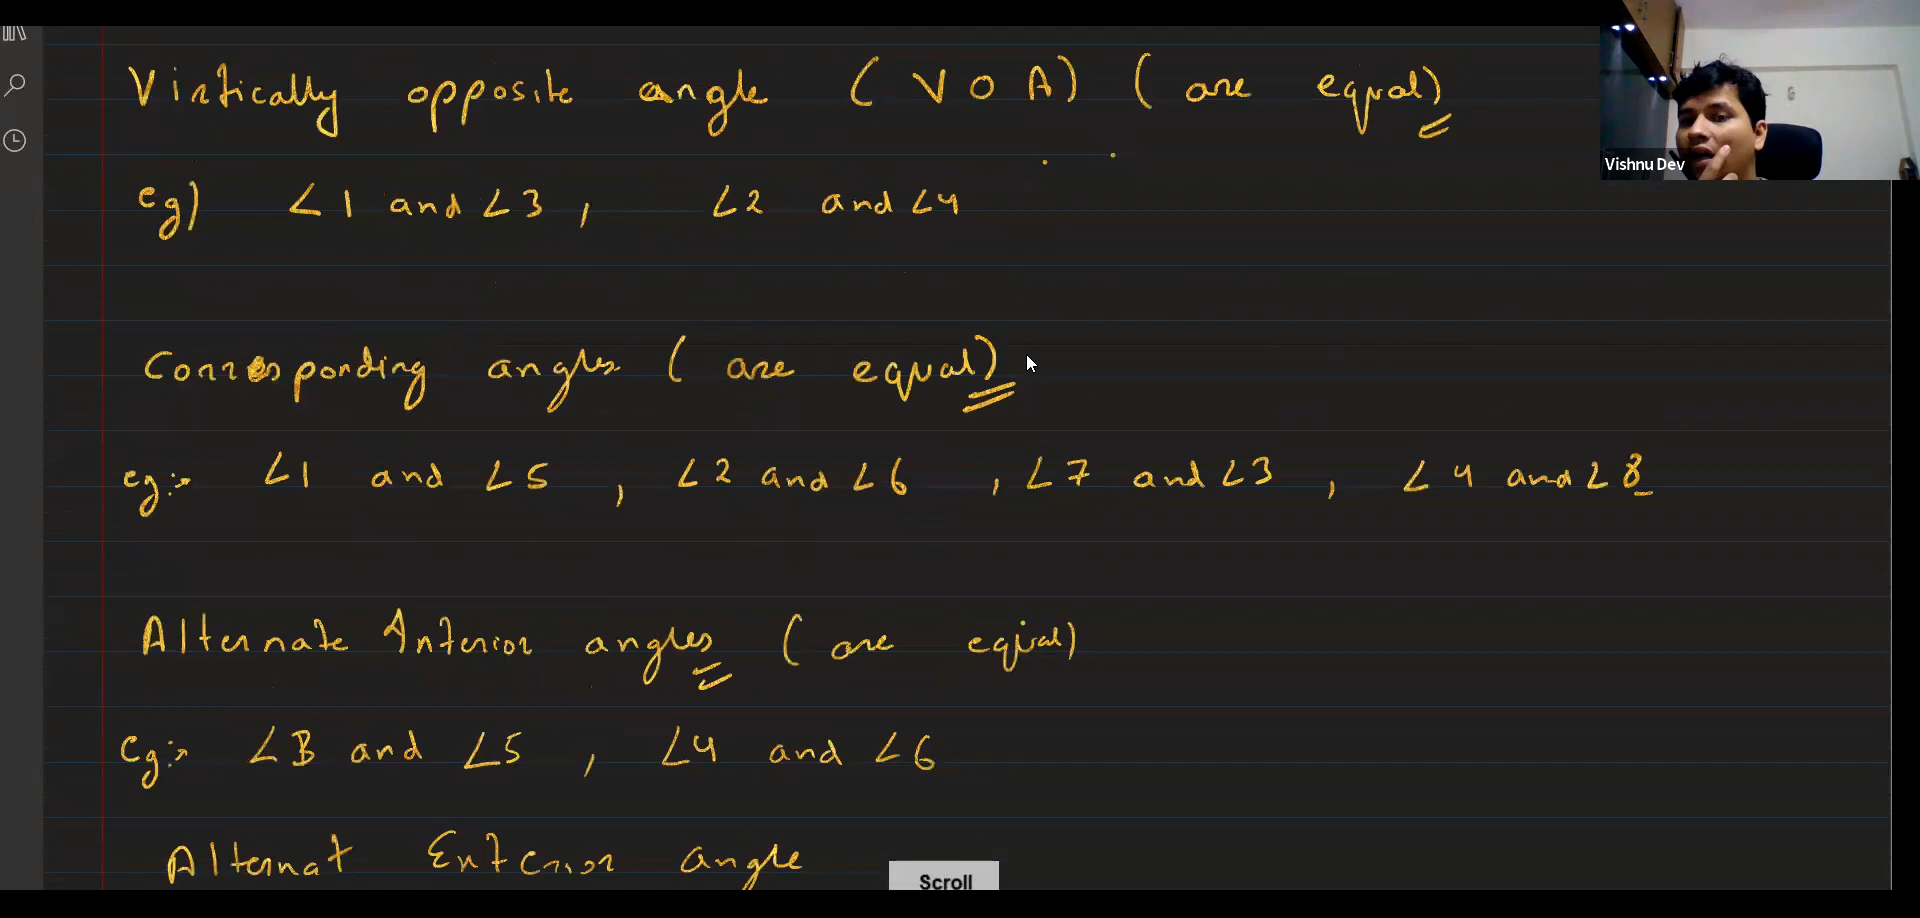 Virtically opposite angle ( V O A ) ( are equal)
Vishnu Dev
eg) ∠1 and ∠3 , ∠2 and ∠4
Corresponding angles ( are equal)
eg:- ∠1 and ∠5 , ∠2 and ∠6 , ∠7 and ∠3 , ∠4 and ∠8
Alternate Interior angles ( are equal)
eg:- ∠3 and ∠5 , ∠4 and ∠6
Alternat Exterior angle
Scroll